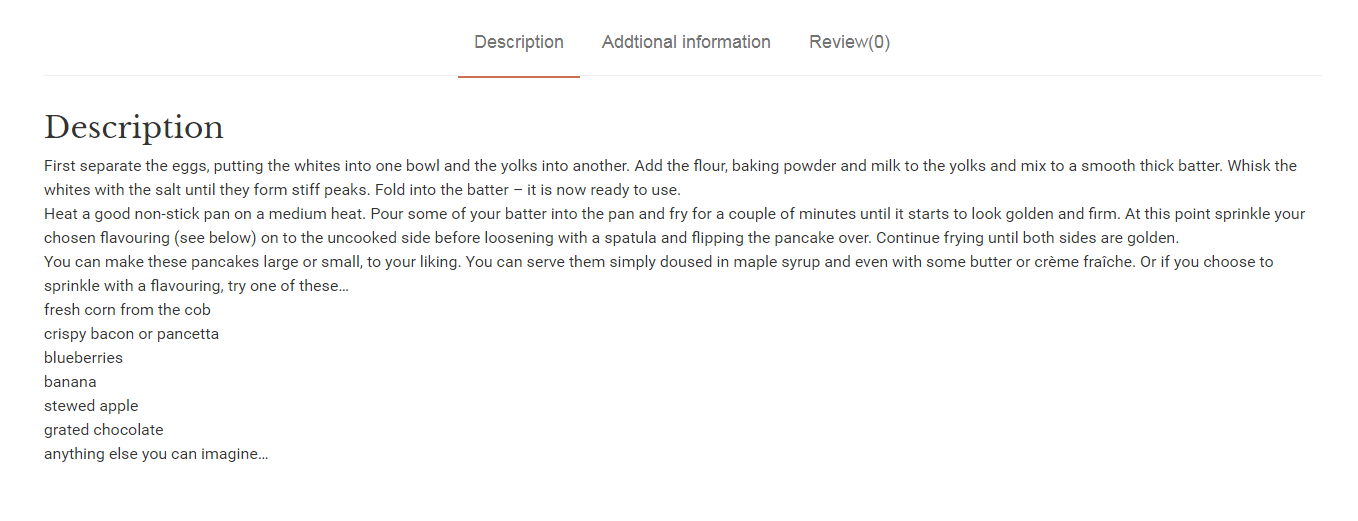 Description Addtional information Review(0)
Description
First separate the eggs, putting the whites into one bowl and the yolks into another. Add the flour, baking powder and milk to the yolks and mix to a smooth thick batter. Whisk the
whites with the salt until they form stiff peaks. Fold into the batter – it is now ready to use.
Heat a good non-stick pan on a medium heat. Pour some of your batter into the pan and fry for a couple of minutes until it starts to look golden and firm. At this point sprinkle your
chosen flavouring (see below) on to the uncooked side before loosening with a spatula and flipping the pancake over. Continue frying until both sides are golden.
You can make these pancakes large or small, to your liking. You can serve them simply doused in maple syrup and even with some butter or crème fraîche. Or if you choose to
sprinkle with a flavouring, try one of these…
fresh corn from the cob
crispy bacon or pancetta
blueberries
banana
stewed apple
grated chocolate
anything else you can imagine…